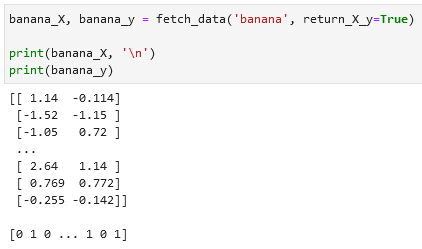 banana_X, banana_y = fetch_data('banana', return_X_y=True)
print(banana_X, '\n')
print(banana_y)
[[ 1.14  -0.114]
 [-1.52  -1.15 ]
 [-1.05   0.72 ]
 ...
 [ 2.64   1.14 ]
 [ 0.769  0.772]
 [-0.255 -0.142]]
[0 1 0 ... 1 0 1]